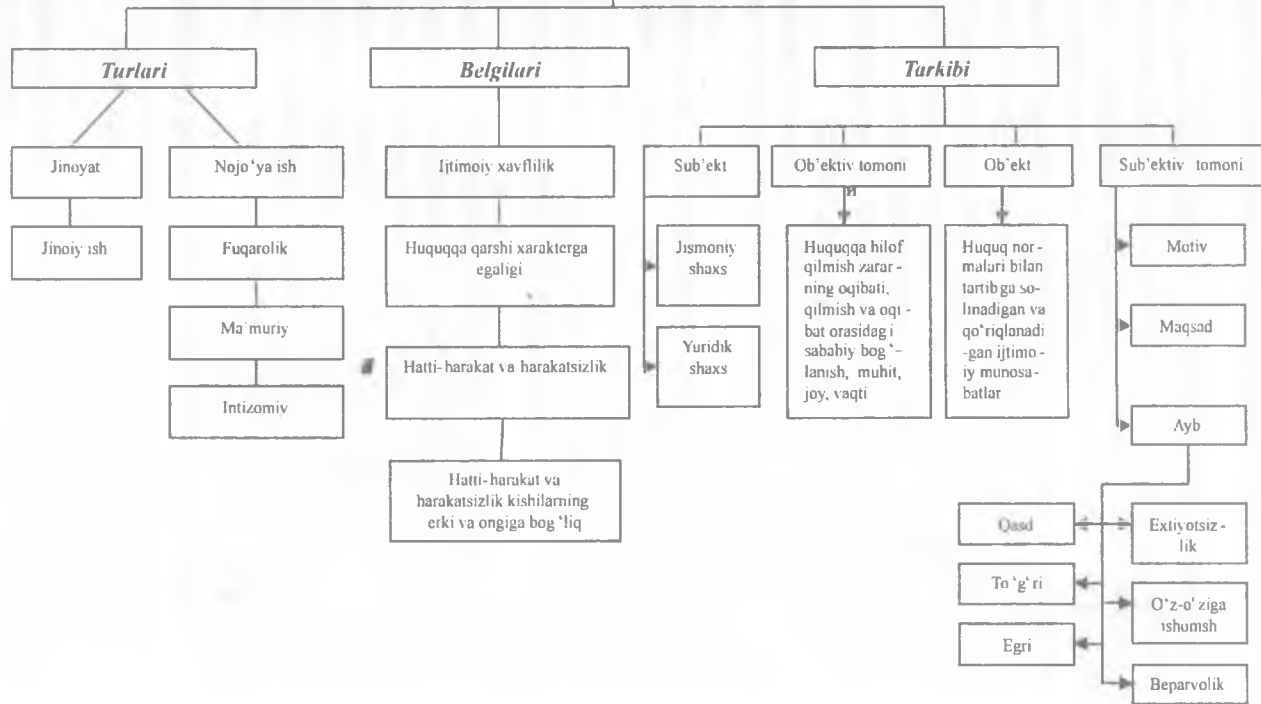 Turlari
Belgilari
Tarkibi
Jinoyat
Nojo‘ya ish
Ijtimoiy xavflilik
Sub’ekt
Ob’ektiv tomoni
Ob’ekt
Sub’ektiv tomoni
и
Jinoiy ish
Fuqarolik
Ma’muriy
Intizomiv
Huquqqa qarshi xarakterga
egaligi
Hatti-harakat va harakatsizlik
Hatti-harakat va
harakatsizlik kishilarning
erki va ongiga bog‘liq
Jismoniy
shaxs
Yuridik
shaxs
Huquqqa hilof
qilmish zarar-
ning oqibati,
qilmish va oqi-
bat orasidagi
sababiy bog‘-
lanish, muhit,
joy, vaqti
Huquq nor-
malari bilan
tartibga so-
linadigan va
qo‘riqlanadi
-gan ijtimo-
iy munosa-
batlar
Motiv
Maqsad
Ayb
Qasd
Extiyotsiz-
lik
To‘g‘ri
O‘z-o‘ziga
ishomsh
Egri
Beparvolik